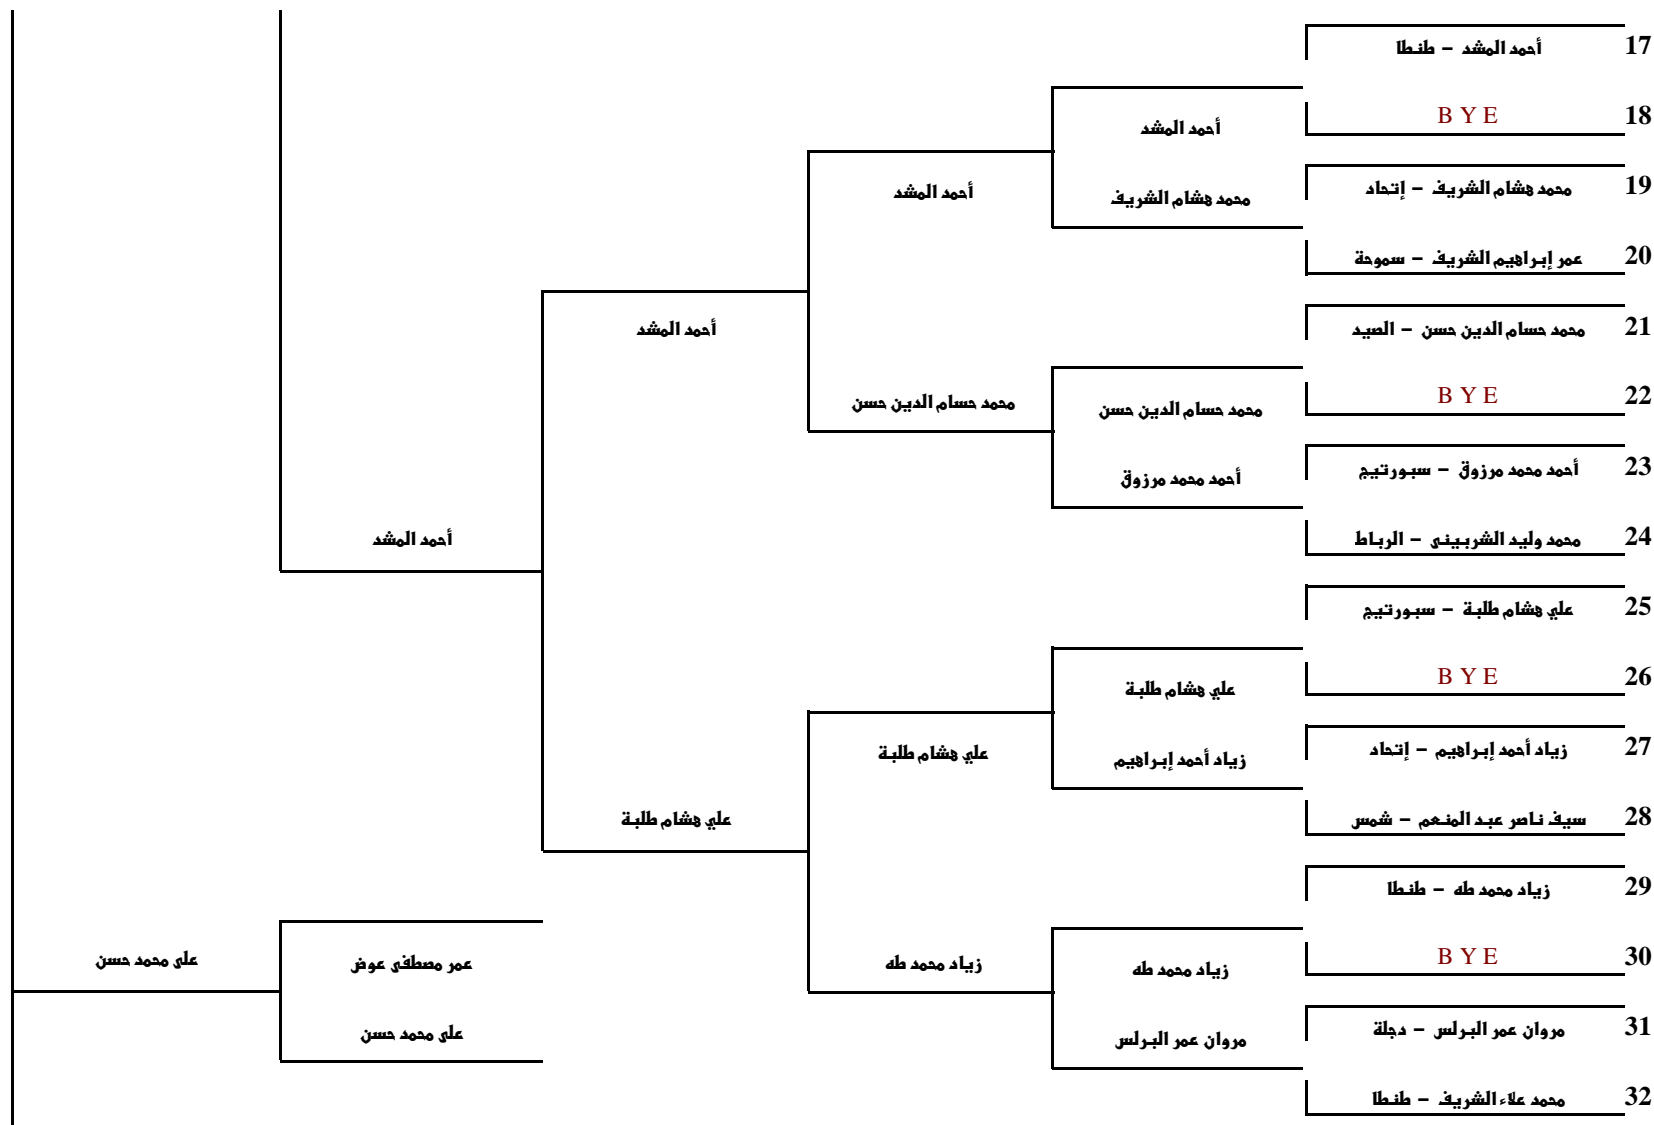 17 أحمد المشد – طنطا
18 BYE
أحمد المشد
19 محمد هشام الشريف – إتحاد
محمد هشام الشريف
أحمد المشد
20 عمر إبراهيم الشريف – سموحة
21 محمد حسام الدين حسن – الصيد
أحمد المشد
22 BYE
محمد حسام الدين حسن
محمد حسام الدين حسن
23 أحمد محمد مرزوق – سبورتيج
أحمد محمد مرزوق
24 محمد وليد الشربينى – الرباط
أحمد المشد
25 علي هشام طلبة – سبورتيج
26 BYE
علي هشام طلبة
27 زياد أحمد إبراهيم – إتحاد
زياد أحمد إبراهيم
علي هشام طلبة
28 سيف ناصر عبد المنعم – شمس
علي هشام طلبة
29 زياد محمد طه – طنطا
30 BYE
زياد محمد طه
زياد محمد طه
عمر مصطفى عوض
على محمد حسن
31 مروان عمر البرلس – دجلة
مروان عمر البرلس
على محمد حسن
32 محمد علاء الشريف – طنطا